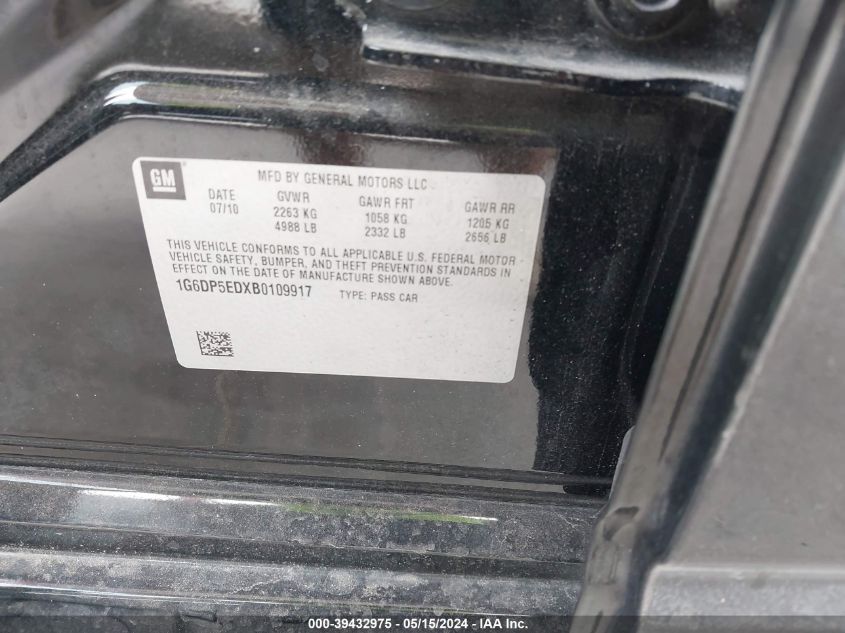 GM
MFD BY GENERAL MOTORS LLC
DATE GVWR GAWR FRT GAWR RR
07/10 2263 KG 1058 KG 1205 KG
4988 LB 2332 LB 2656 LB
THIS VEHICLE CONFORMS TO ALL APPLICABLE U.S. FEDERAL MOTOR
VEHICLE SAFETY, BUMPER, AND THEFT PREVENTION STANDARDS IN
EFFECT ON THE DATE OF MANUFACTURE SHOWN ABOVE.
1G6DP5EDXB0109917 TYPE: PASS CAR
000-39432975 - 05/15/2024 - IAA Inc.